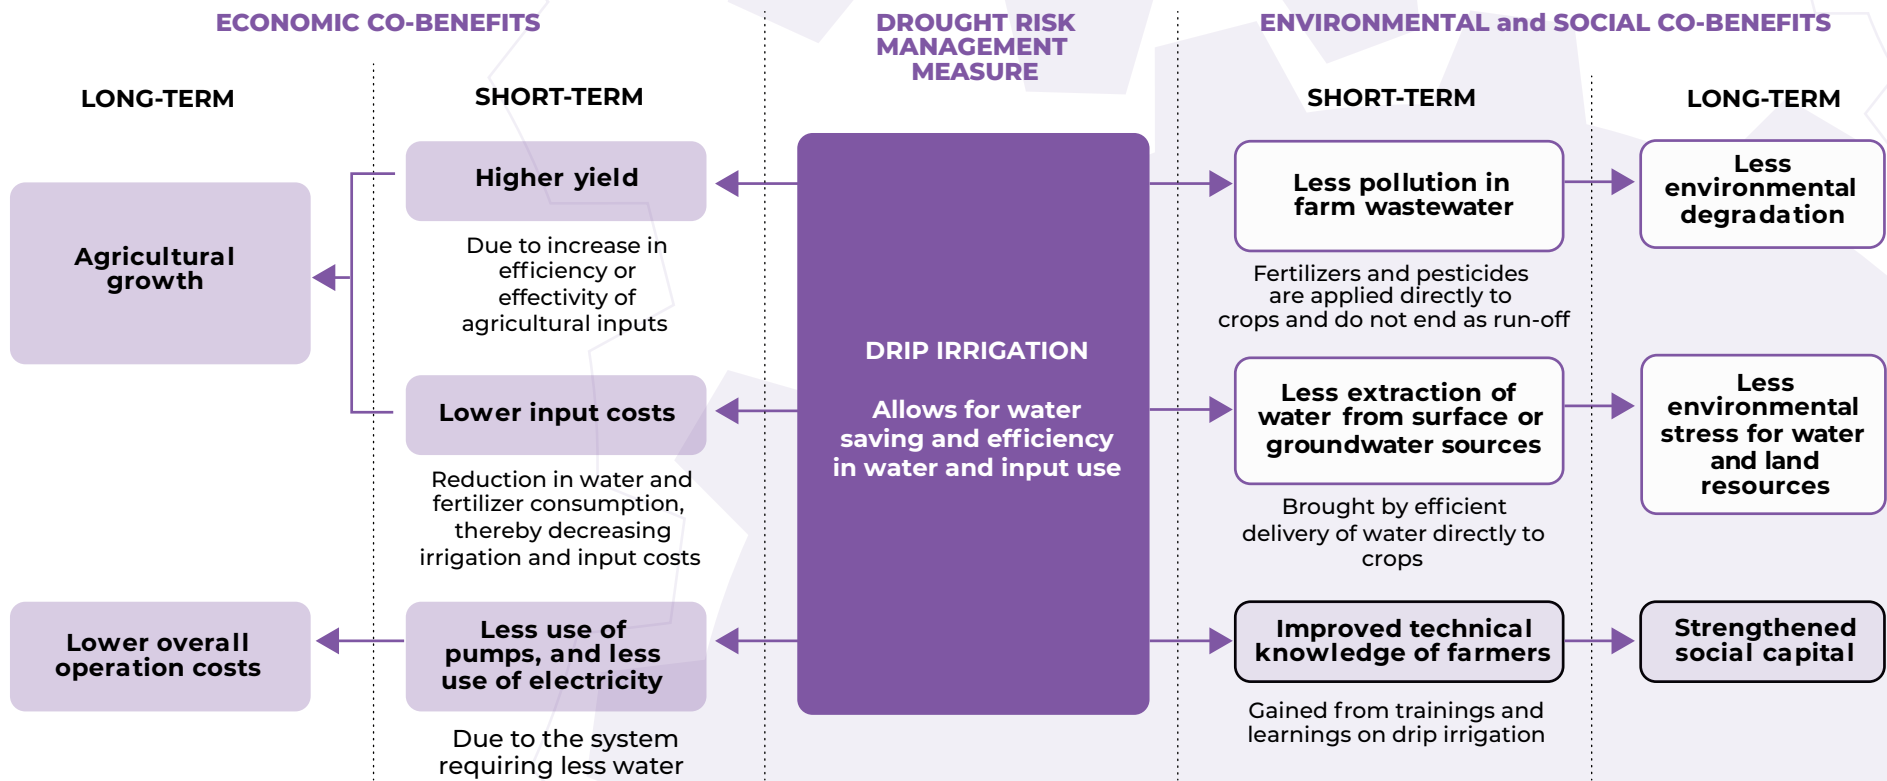 ECONOMIC CO-BENEFITS
DROUGHT RISK
MANAGEMENT
MEASURE
ENVIRONMENTAL and SOCIAL CO-BENEFITS
LONG-TERM
SHORT-TERM
SHORT-TERM
LONG-TERM
Agricultural
growth
Higher yield
Due to increase in
efficiency or
effectivity of
agricultural inputs
Lower input costs
Reduction in water and
fertilizer consumption,
thereby decreasing
irrigation and input costs
Lower overall
operation costs
Less use of
pumps, and less
use of electricity
Due to the system
requiring less water
DRIP IRRIGATION
Allows for water
saving and efficiency
in water and input use
Less pollution in
farm wastewater
Fertilizers and pesticides
are applied directly to
crops and do not end as run-off
Less
environmental
degradation
Less extraction of
water from surface or
groundwater sources
Brought by efficient
delivery of water directly to
crops
Less
environmental
stress for water
and land
resources
Improved technical
knowledge of farmers
Gained from trainings and
learnings on drip irrigation
Strengthened
social capital